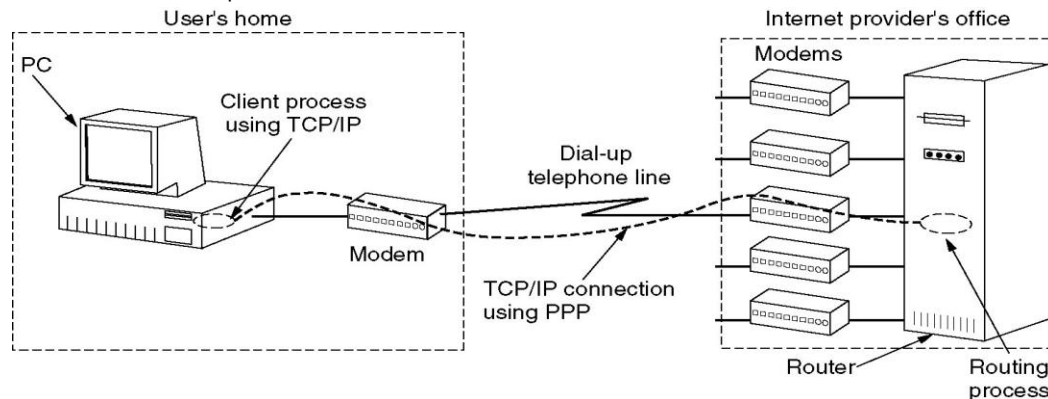 User's home
Internet provider's office
PC
Modems
Client process
using TCP/IP
Dial-up
telephone line
Modem
TCP/IP connection
using PPP
Router
Routing
process